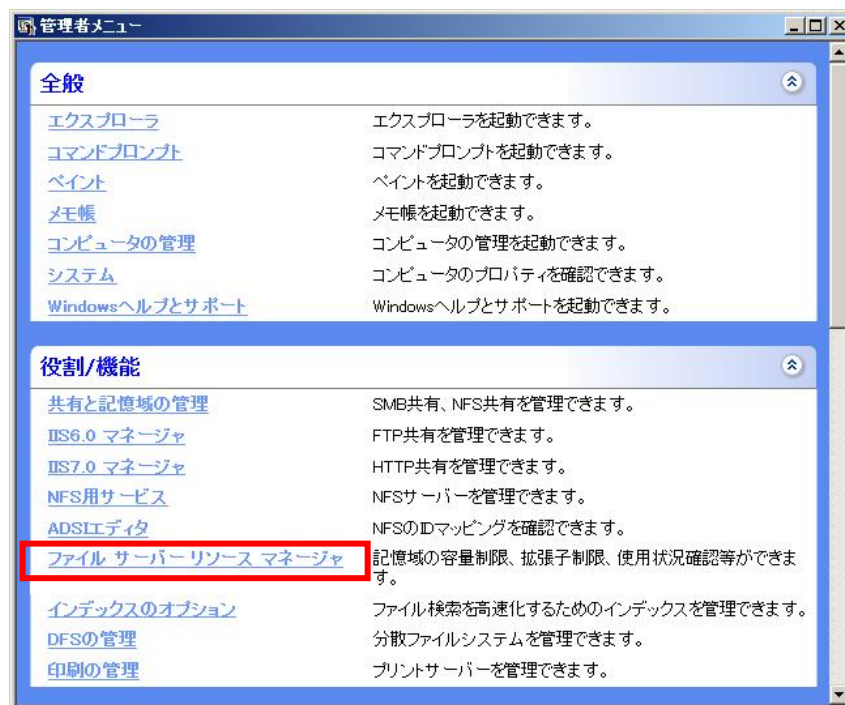 管理者メニュー
全般
エクスプローラ エクスプローラを起動できます。
コマンドプロンプト コマンドプロンプトを起動できます。
ペイント ペイントを起動できます。
メモ帳 メモ帳を起動できます。
コンピュータの管理 コンピュータの管理を起動できます。
システム コンピュータのプロパティを確認できます。
Windowsヘルプとサポート Windowsヘルプとサポートを起動できます。
役割/機能
共有と記憶域の管理 SMB共有、NFS共有を管理できます。
IIS6.0 マネージャ FTP共有を管理できます。
IIS7.0 マネージャ HTTP共有を管理できます。
NFS用サービス NFSサーバーを管理できます。
ADSIエディタ NFSのIDマッピングを確認できます。
ファイル サーバー リソース マネージャ 記憶域の容量制限、拡張子制限、使用状況確認等ができま
す。
インデックスのオプション ファイル検索を高速化するためのインデックスを管理できます。
DFSの管理 分散ファイルシステムを管理できます。
印刷の管理 プリントサーバーを管理できます。